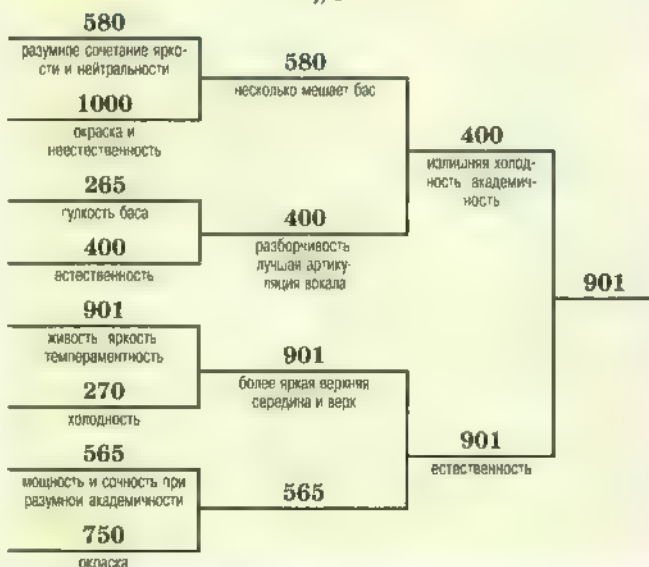 580
разумное сочетание ярко-
сти и нейтральности
1000
окраска и
неестественность
265
гулкость баса
400
естественность
901
живость яркость
темпераментность
270
холодность
565
мощность и сочность при
разумной академичности
750
окраска
580
несколько мешает бас
400
разборчивость
лучшая артику-
ляция вокала
901
более яркая верхняя
середина и верх
565
400
излишняя холод-
ность академич-
ность
901
естественность
901